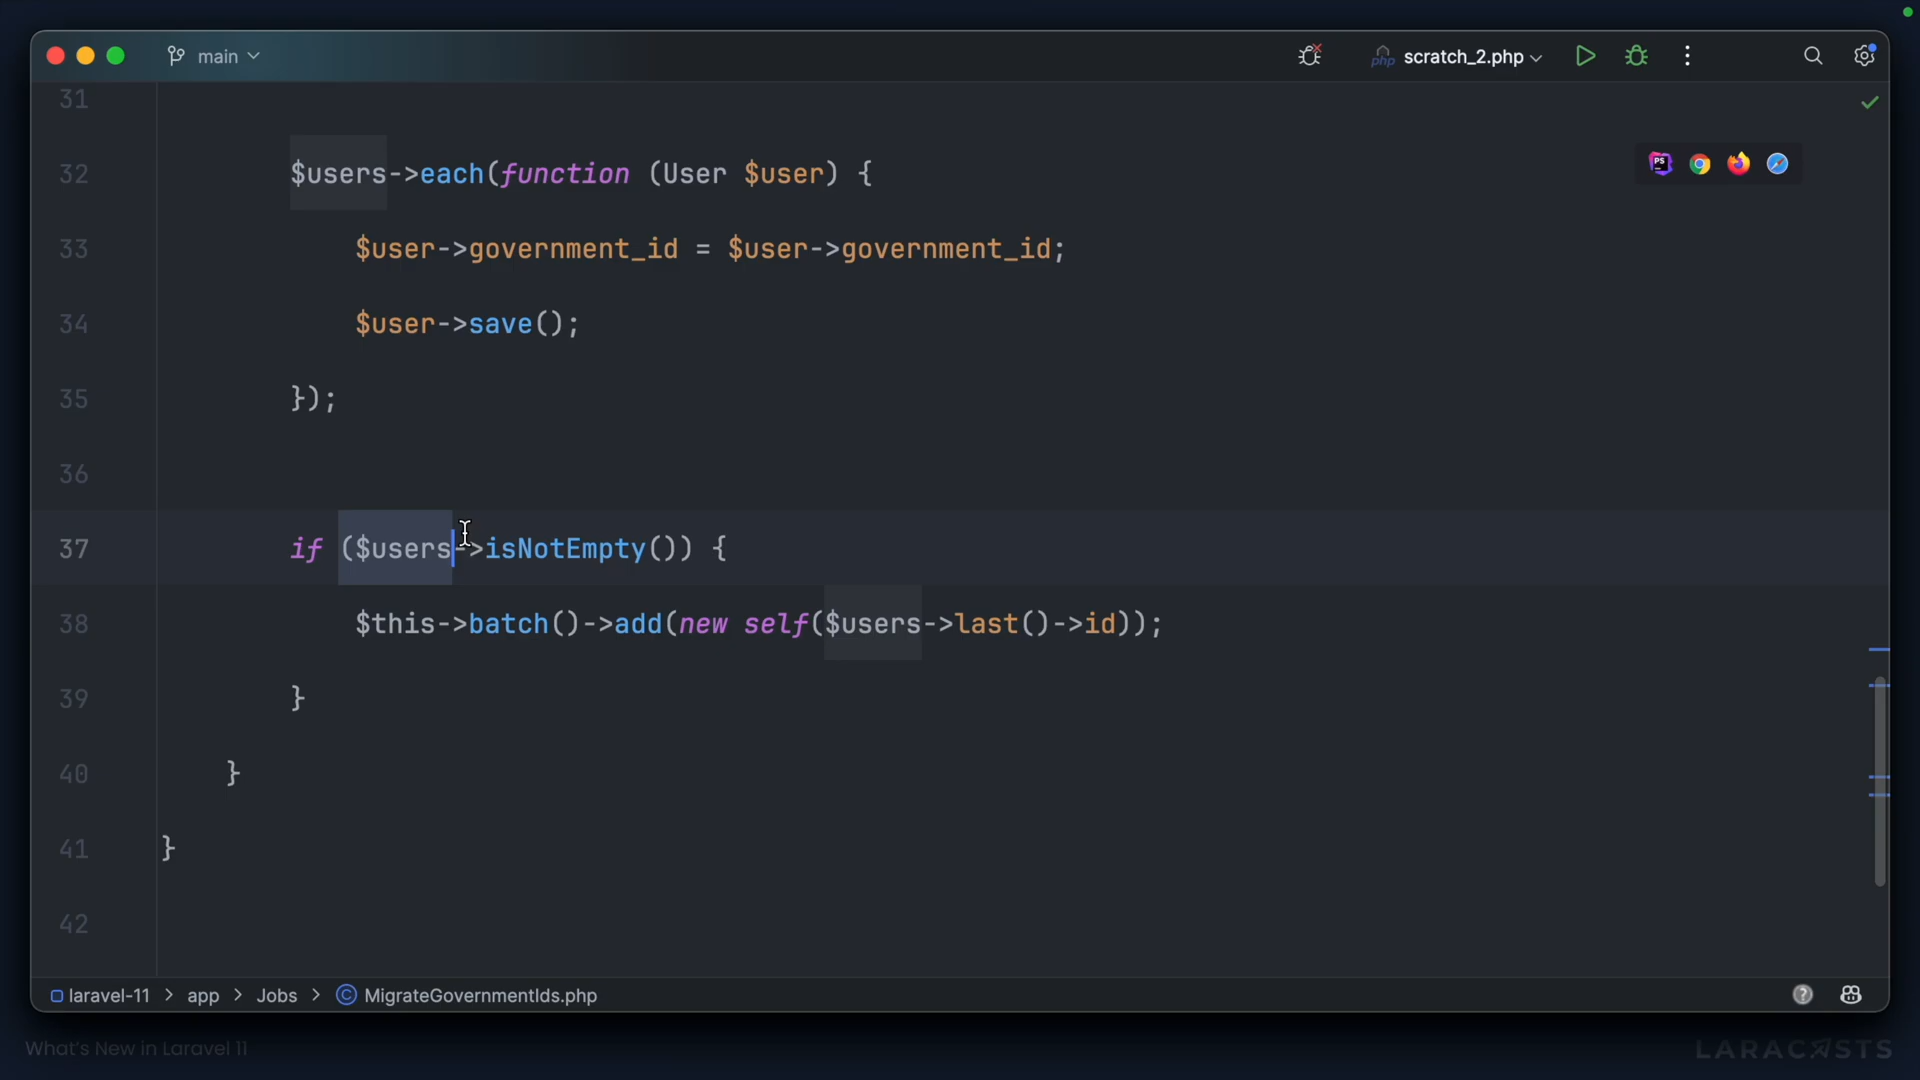 main
scratch_2.php
31
32 $users->each(function (User $user) {
33 $user->government_id = $user->government_id;
34 $user->save();
35 });
36
37 if ($users->isNotEmpty()) {
38 $this->batch()->add(new self($users->last()->id));
39 }
40 }
41 }
42
laravel-11 > app > Jobs > MigrateGovernmentIds.php
What's New in Laravel 11
LARACASTS